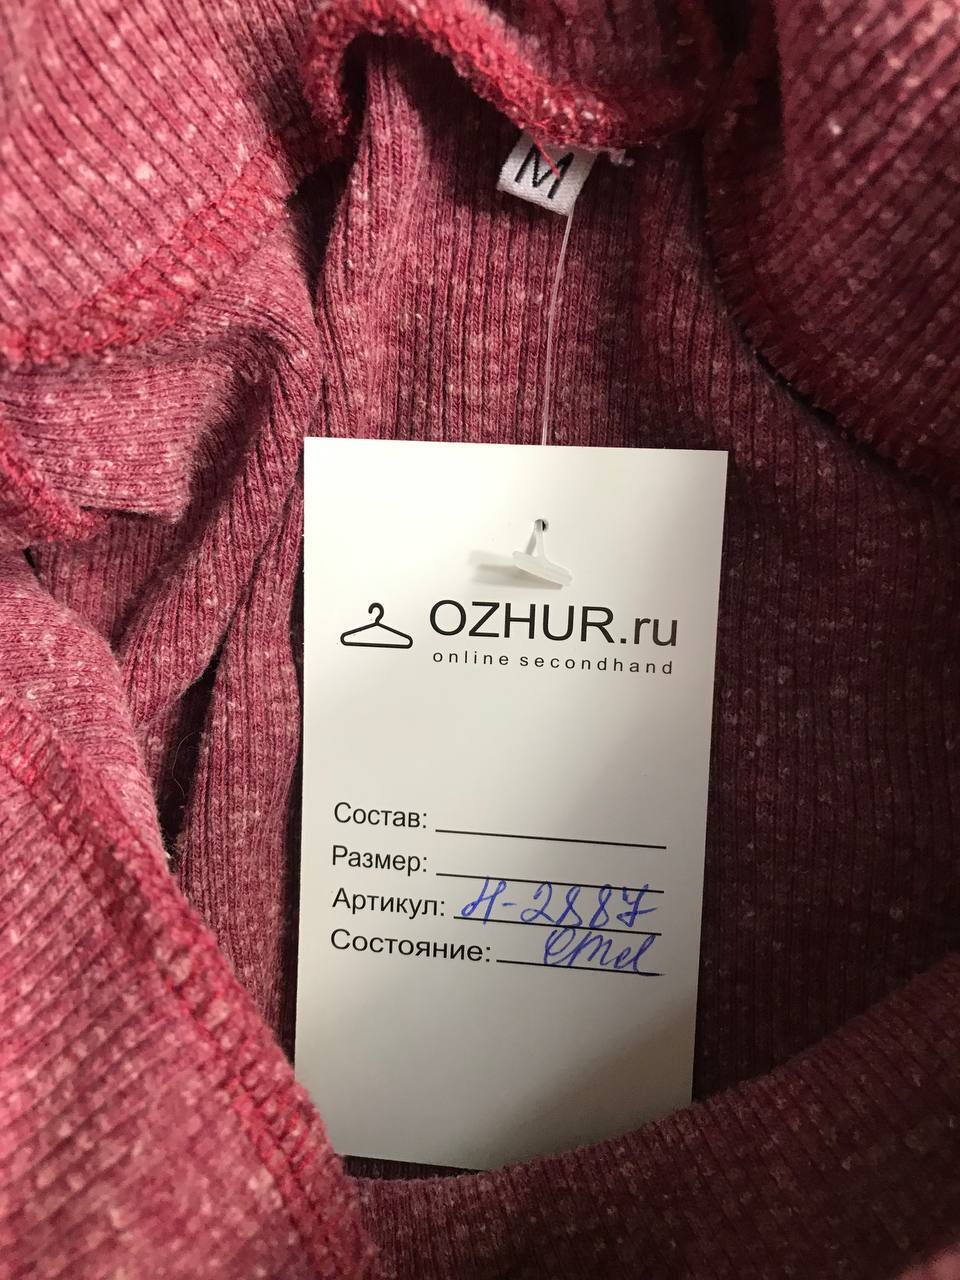 M
OZHUR.ru
online secondhand
Состав:
Размер:
Артикул: Н-2887
Состояние: Отл